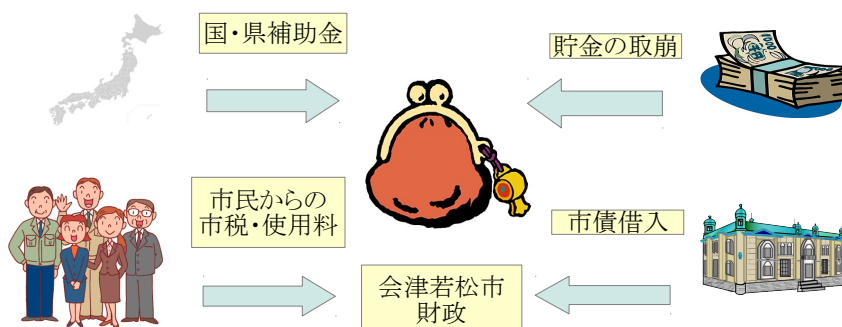 国・県補助金
貯金の取崩
市民からの
市税・使用料
市債借入
会津若松市
財政